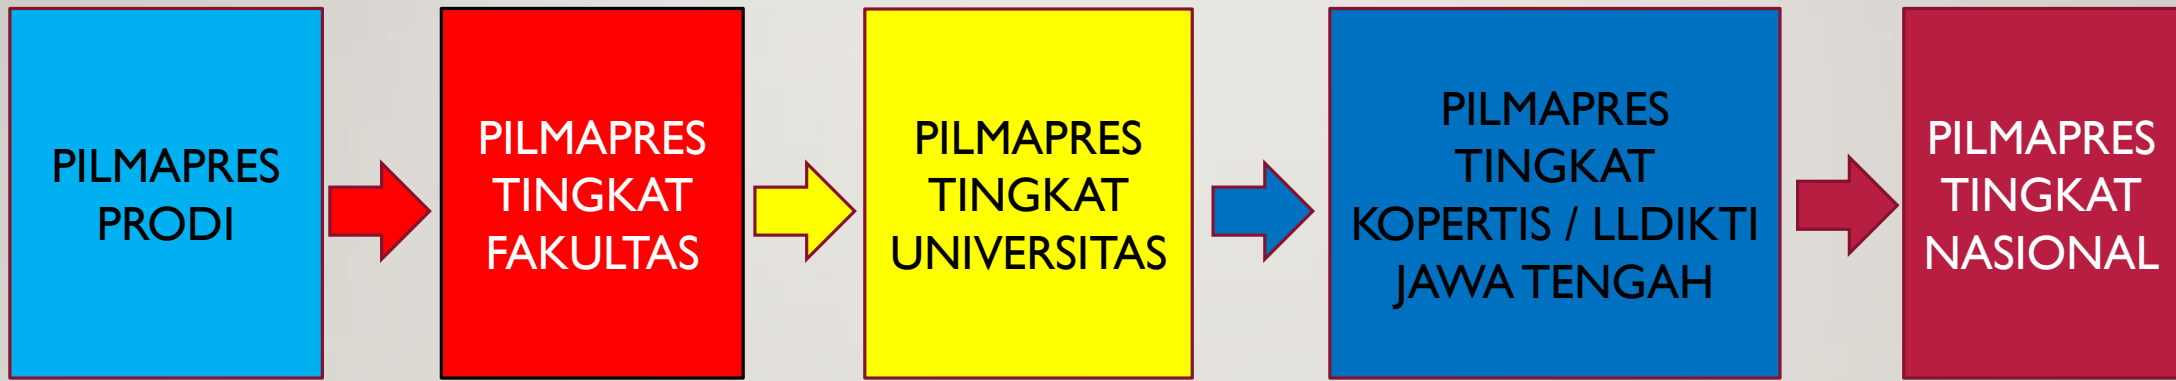 PILMAPRES
PRODI
PILMAPRES
TINGKAT
FAKULTAS
PILMAPRES
TINGKAT
UNIVERSITAS
PILMAPRES
TINGKAT
KOPERTIS / LLDIKTI
JAWA TENGAH
PILMAPRES
TINGKAT
NASIONAL